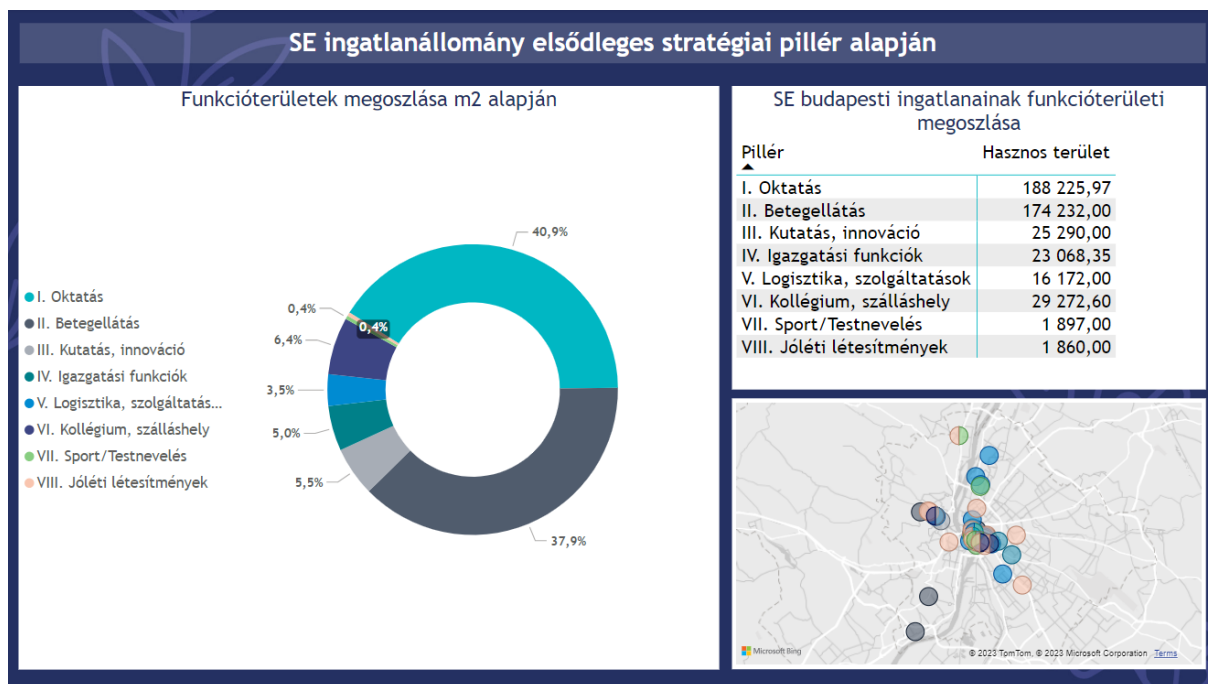 SE ingatlanállomány elsődleges stratégiai pillér alapján
Funkcióterületek megoszlása m2 alapján
I. Oktatás
II. Betegellátás
III. Kutatás, innováció
IV. Igazgatási funkciók
V. Logisztika, szolgáltatás...
VI. Kollégium, szálláshely
VII. Sport/Testnevelés
VIII. Jóléti létesítmények
40,9%
0,4%
0,4%
6,4%
3,5%
5,0%
5,5%
37,9%
SE budapesti ingatlanainak funkcióterületi
megoszlása
Pillér Hasznos terület
I. Oktatás 188 225,97
II. Betegellátás 174 232,00
III. Kutatás, innováció 25 290,00
IV. Igazgatási funkciók 23 068,35
V. Logisztika, szolgáltatások 16 172,00
VI. Kollégium, szálláshely 29 272,60
VII. Sport/Testnevelés 1 897,00
VIII. Jóléti létesítmények 1 860,00
Microsoft Bing
© 2023 TomTom, © 2023 Microsoft Corporation Terms